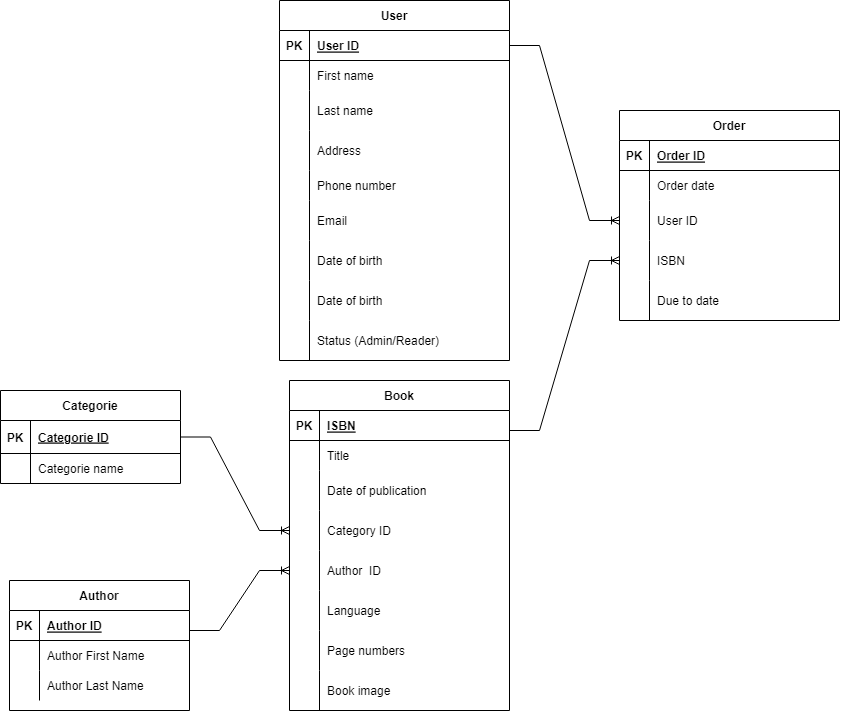 User
PK User ID
First name
Last name
Address
Phone number
Email
Date of birth
Date of birth
Status (Admin/Reader)
Order
PK Order ID
Order date
User ID
ISBN
Due to date
Categorie
PK Categorie ID
Categorie name
Book
PK ISBN
Title
Date of publication
Category ID
Author  ID
Language
Page numbers
Book image
Author
PK Author ID
Author First Name
Author Last Name